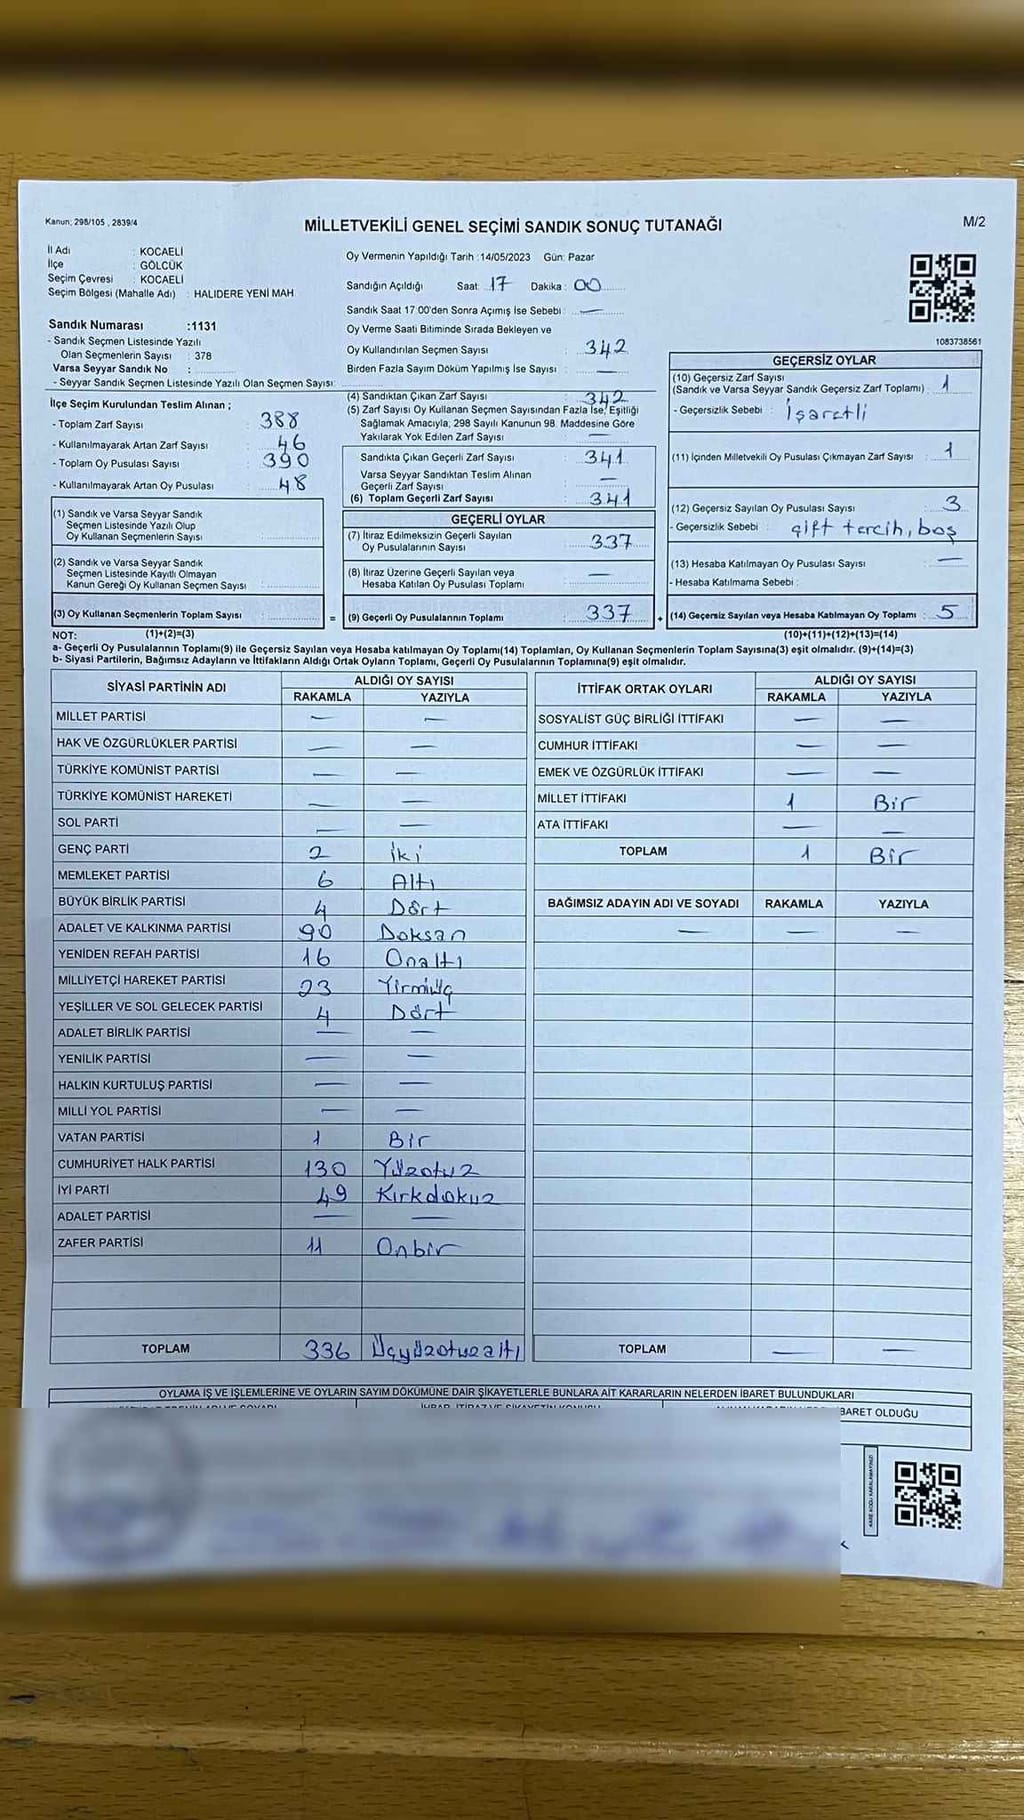 Kanun; 298/105 , 2839/4
MİLLETVEKİLİ GENEL SEÇİMİ SANDIK SONUÇ TUTANAĞI
M/2
İl Adı : KOCAELİ
İlçe : GÖLCÜK
Seçim Çevresi : KOCAELİ
Seçim Bölgesi (Mahalle Adı) : HALIDERE YENİ MAH
Sandık Numarası :1131
- Sandık Seçmen Listesinde Yazılı
Olan Seçmenlerin Sayısı : 378
Varsa Seyyar Sandık No :
- Seyyar Sandık Seçmen Listesinde Yazılı Olan Seçmen Sayısı:
Oy Vermenin Yapıldığı Tarih :14/05/2023 Gün: Pazar
Sandığın Açıldığı Saat: 17 Dakika : 00
Sandık Saat 17:00'den Sonra Açımış İse Sebebi : —
Oy Verme Saati Bitiminde Sırada Bekleyen ve
Oy Kullandırılan Seçmen Sayısı : 342
Birden Fazla Sayım Döküm Yapılmış İse Sayısı : —
1083738561
İlçe Seçim Kurulundan Teslim Alınan ;
- Toplam Zarf Sayısı : 388
- Kullanılmayarak Artan Zarf Sayısı : 46
- Toplam Oy Pusulası Sayısı : 390
- Kullanılmayarak Artan Oy Pusulası : 48
(1) Sandık ve Varsa Seyyar Sandık
Seçmen Listesinde Yazılı Olup
Oy Kullanan Seçmenlerin Sayısı :
(2) Sandık ve Varsa Seyyar Sandık
Seçmen Listesinde Kayıtlı Olmayan
Kanun Gereği Oy Kullanan Seçmen Sayısı :
(3) Oy Kullanan Seçmenlerin Toplam Sayısı :
(4) Sandıktan Çıkan Zarf Sayısı : 342
(5) Zarf Sayısı Oy Kullanan Seçmen Sayısından Fazla İse, Eşitliği
Sağlamak Amacıyla, 298 Sayılı Kanunun 98. Maddesine Göre
Yakılarak Yok Edilen Zarf Sayısı : —
Sandıkta Çıkan Geçerli Zarf Sayısı : 341
Varsa Seyyar Sandıktan Teslim Alınan
Geçerli Zarf Sayısı : —
(6) Toplam Geçerli Zarf Sayısı : 341
GEÇERLİ OYLAR
(7) İtiraz Edilmeksizin Geçerli Sayılan
Oy Pusulalarının Sayısı : 337
(8) İtiraz Üzerine Geçerli Sayılan veya
Hesaba Katılan Oy Pusulası Toplamı : —
= (9) Geçerli Oy Pusulalarının Toplamı : 337
GEÇERSİZ OYLAR
(10) Geçersiz Zarf Sayısı
(Sandık ve Varsa Seyyar Sandık Geçersiz Zarf Toplamı) : 1
- Geçersizlik Sebebi : İşaretli
(11) İçinden Milletvekili Oy Pusulası Çıkmayan Zarf Sayısı : 1
(12) Geçersiz Sayılan Oy Pusulası Sayısı : 3
- Geçersizlik Sebebi : çift tercih, boş
(13) Hesaba Katılmayan Oy Pusulası Sayısı : —
- Hesaba Katılmama Sebebi :
+ (14) Geçersiz Sayılan veya Hesaba Katılmayan Oy Toplamı : 5
NOT: (1)+(2)=(3) (10)+(11)+(12)+(13)=(14)
a- Geçerli Oy Pusulalarının Toplamı(9) ile Geçersiz Sayılan veya Hesaba katılmayan Oy Toplamı(14) Toplamları, Oy Kullanan Seçmenlerin Toplam Sayısına(3) eşit olmalıdır. (9)+(14)=(3)
b- Siyasi Partilerin, Bağımsız Adayların ve İttifakların Aldığı Ortak Oyların Toplamı, Geçerli Oy Pusulalarının Toplamına(9) eşit olmalıdır.
SİYASİ PARTİNİN ADI ALDIĞI OY SAYISI
RAKAMLA YAZIYLA
MİLLET PARTİSİ — —
HAK VE ÖZGÜRLÜKLER PARTİSİ — —
TÜRKİYE KOMÜNİST PARTİSİ — —
TÜRKİYE KOMÜNİST HAREKETİ — —
SOL PARTİ — —
GENÇ PARTİ 2 İki
MEMLEKET PARTİSİ 6 Altı
BÜYÜK BİRLİK PARTİSİ 4 Dört
ADALET VE KALKINMA PARTİSİ 90 Doksan
YENİDEN REFAH PARTİSİ 16 Onaltı
MİLLİYETÇİ HAREKET PARTİSİ 23 Yirmiüç
YEŞİLLER VE SOL GELECEK PARTİSİ 4 Dört
ADALET BİRLİK PARTİSİ — —
YENİLİK PARTİSİ — —
HALKIN KURTULUŞ PARTİSİ — —
MİLLİ YOL PARTİSİ — —
VATAN PARTİSİ 1 Bir
CUMHURİYET HALK PARTİSİ 130 Yüzotuz
İYİ PARTİ 49 Kırkdokuz
ADALET PARTİSİ — —
ZAFER PARTİSİ 11 Onbir
TOPLAM 336 Üçyüzotuzaltı
İTTİFAK ORTAK OYLARI ALDIĞI OY SAYISI
RAKAMLA YAZIYLA
SOSYALİST GÜÇ BİRLİĞİ İTTİFAKI — —
CUMHUR İTTİFAKI — —
EMEK VE ÖZGÜRLÜK İTTİFAKI — —
MİLLET İTTİFAKI 1 Bir
ATA İTTİFAKI — —
TOPLAM 1 Bir
BAĞIMSIZ ADAYIN ADI VE SOYADI RAKAMLA YAZIYLA
— — —
TOPLAM — —
OYLAMA İŞ VE İŞLEMLERİNE VE OYLARIN SAYIM DÖKÜMÜNE DAİR ŞİKAYETLERLE BUNLARA AİT KARARLARIN NELERDEN İBARET BULUNDUKLARI
İHBAR, İTİRAZ VE ŞİKAYETİN KONUSU
İBARET OLDUĞU